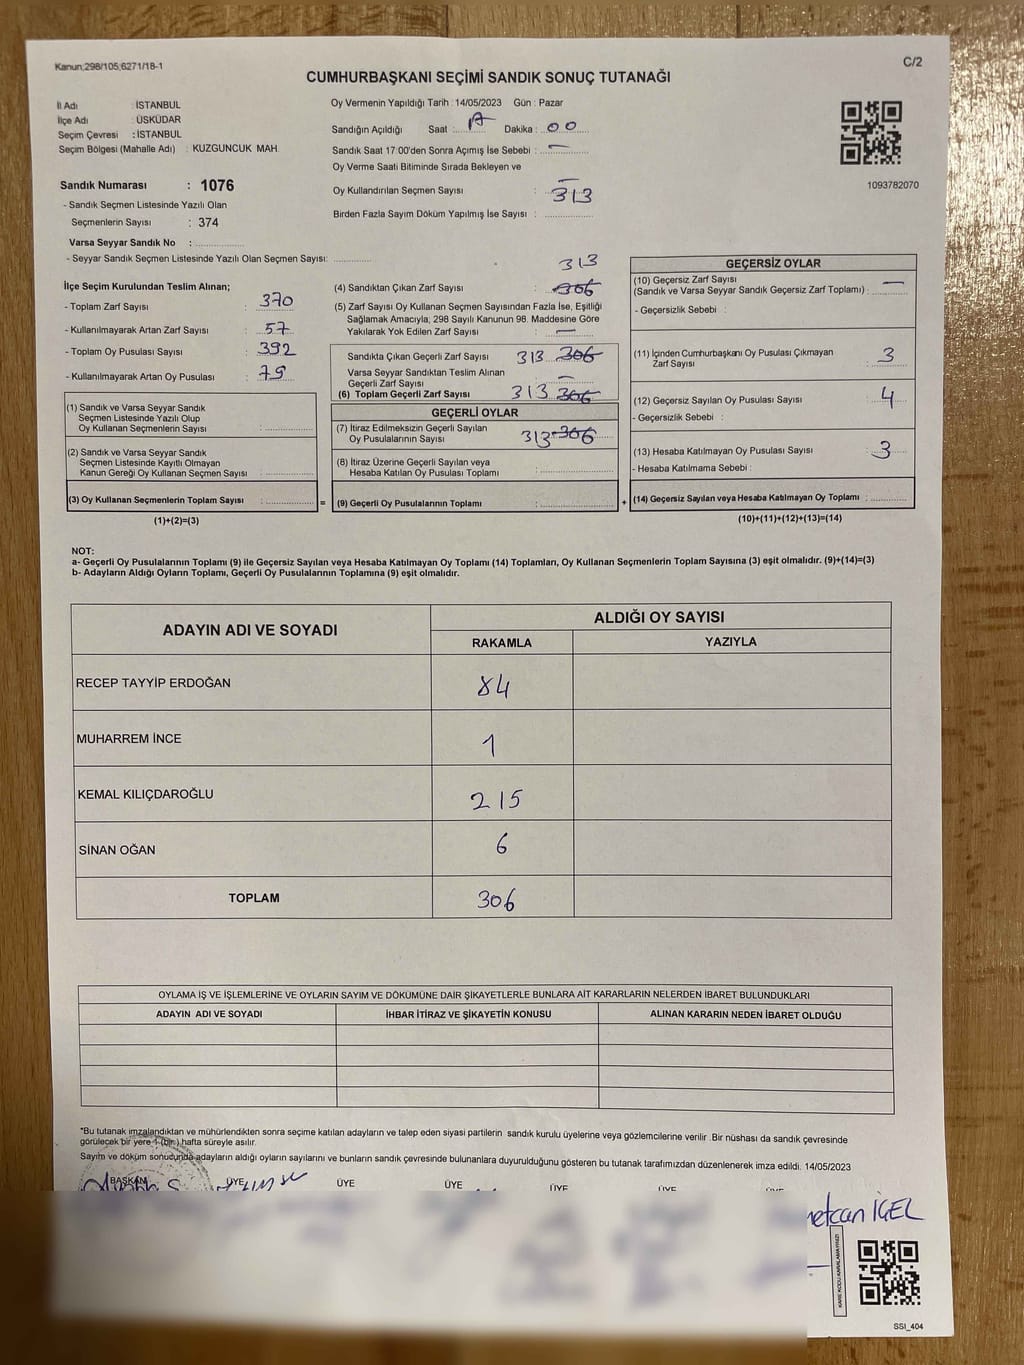 Kanun;298/105;6271/18-1
C/2
CUMHURBAŞKANI SEÇİMİ SANDIK SONUÇ TUTANAĞI
İl Adı : İSTANBUL
İlçe Adı : ÜSKÜDAR
Seçim Çevresi : İSTANBUL
Seçim Bölgesi (Mahalle Adı) : KUZGUNCUK MAH.
Sandık Numarası : 1076
- Sandık Seçmen Listesinde Yazılı Olan
Seçmenlerin Sayısı : 374
Varsa Seyyar Sandık No :
- Seyyar Sandık Seçmen Listesinde Yazılı Olan Seçmen Sayısı:
Oy Vermenin Yapıldığı Tarih : 14/05/2023 Gün : Pazar
Sandığın Açıldığı Saat : 17 Dakika : 00
Sandık Saat 17:00'den Sonra Açımış İse Sebebi : —
Oy Verme Saati Bitiminde Sırada Bekleyen ve
Oy Kullandırılan Seçmen Sayısı : 313
Birden Fazla Sayım Döküm Yapılmış İse Sayısı :
1093782070
İlçe Seçim Kurulundan Teslim Alınan;
- Toplam Zarf Sayısı : 370
- Kullanılmayarak Artan Zarf Sayısı : 57
- Toplam Oy Pusulası Sayısı : 392
- Kullanılmayarak Artan Oy Pusulası : 79
(1) Sandık ve Varsa Seyyar Sandık
Seçmen Listesinde Yazılı Olup
Oy Kullanan Seçmenlerin Sayısı :
(2) Sandık ve Varsa Seyyar Sandık
Seçmen Listesinde Kayıtlı Olmayan
Kanun Gereği Oy Kullanan Seçmen Sayısı :
(3) Oy Kullanan Seçmenlerin Toplam Sayısı : =
(1)+(2)=(3)
313
(4) Sandıktan Çıkan Zarf Sayısı : 306
(5) Zarf Sayısı Oy Kullanan Seçmen Sayısından Fazla İse, Eşitliği
Sağlamak Amacıyla; 298 Sayılı Kanunun 98. Maddesine Göre
Yakılarak Yok Edilen Zarf Sayısı : —
Sandıkta Çıkan Geçerli Zarf Sayısı 313 306
Varsa Seyyar Sandıktan Teslim Alınan
Geçerli Zarf Sayısı : —
(6) Toplam Geçerli Zarf Sayısı 313 306
GEÇERLİ OYLAR
(7) İtiraz Edilmeksizin Geçerli Sayılan
Oy Pusulalarının Sayısı 313 306
(8) İtiraz Üzerine Geçerli Sayılan veya
Hesaba Katılan Oy Pusulası Toplamı :
(9) Geçerli Oy Pusulalarının Toplamı : +
GEÇERSİZ OYLAR
(10) Geçersiz Zarf Sayısı
(Sandık ve Varsa Seyyar Sandık Geçersiz Zarf Toplamı) : —
- Geçersizlik Sebebi :
(11) İçinden Cumhurbaşkanı Oy Pusulası Çıkmayan
Zarf Sayısı : 3
(12) Geçersiz Sayılan Oy Pusulası Sayısı : 4
- Geçersizlik Sebebi :
(13) Hesaba Katılmayan Oy Pusulası Sayısı : 3
- Hesaba Katılmama Sebebi :
(14) Geçersiz Sayılan veya Hesaba Katılmayan Oy Toplamı :
(10)+(11)+(12)+(13)=(14)
NOT:
a- Geçerli Oy Pusulalarının Toplamı (9) ile Geçersiz Sayılan veya Hesaba Katılmayan Oy Toplamı (14) Toplamları, Oy Kullanan Seçmenlerin Toplam Sayısına (3) eşit olmalıdır. (9)+(14)=(3)
b- Adayların Aldığı Oyların Toplamı, Geçerli Oy Pusulalarının Toplamına (9) eşit olmalıdır.
ADAYIN ADI VE SOYADI
ALDIĞI OY SAYISI
RAKAMLA YAZIYLA
RECEP TAYYİP ERDOĞAN 84
MUHARREM İNCE 1
KEMAL KILIÇDAROĞLU 215
SİNAN OĞAN 6
TOPLAM 306
OYLAMA İŞ VE İŞLEMLERİNE VE OYLARIN SAYIM VE DÖKÜMÜNE DAİR ŞİKAYETLERLE BUNLARA AİT KARARLARIN NELERDEN İBARET BULUNDUKLARI
ADAYIN ADI VE SOYADI İHBAR İTİRAZ VE ŞİKAYETİN KONUSU ALINAN KARARIN NEDEN İBARET OLDUĞU
"Bu tutanak imzalandıktan ve mühürlendikten sonra seçime katılan adayların ve talep eden siyasi partilerin sandık kurulu üyelerine veya gözlemcilerine verilir .Bir nüshası da sandık çevresinde
görülecek bir yere 1 (bir ) hafta süreyle asılır.
Sayım ve döküm sonucunda adayların aldığı oyların sayılarını ve bunların sandık çevresinde bulunanlara duyurulduğunu gösteren bu tutanak tarafımızdan düzenlenerek imza edildi. 14/05/2023
BAŞKAN ÜYE ÜYE ÜYE ÜYE ÜYE ÜYE
metcan İGEL
SSI_404